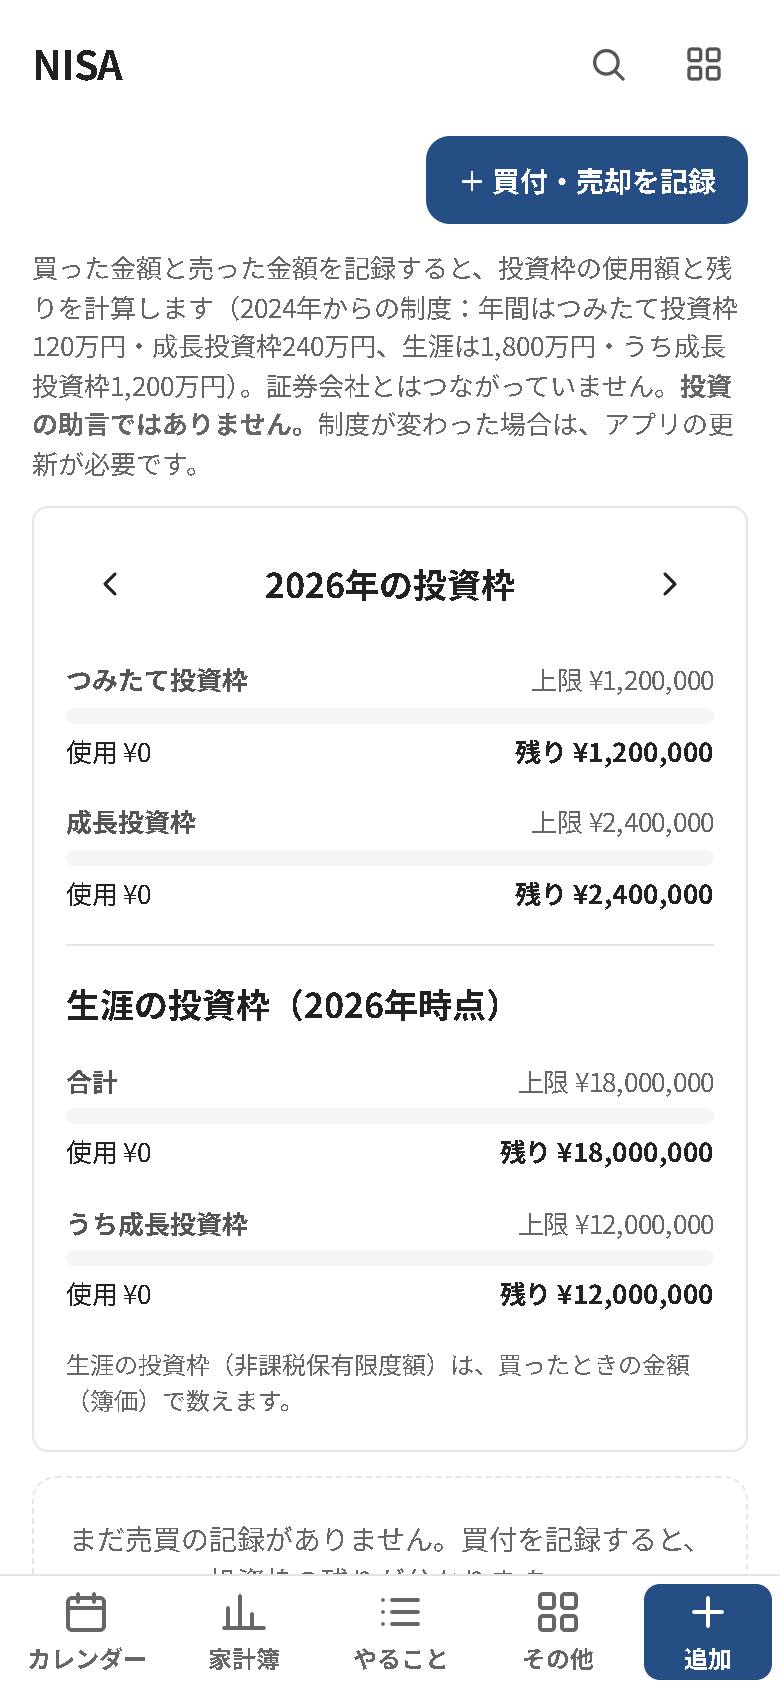 NISA
＋ 買付・売却を記録
買った金額と売った金額を記録すると、投資枠の使用額と残
りを計算します（2024年からの制度：年間はつみたて投資枠
120万円・成長投資枠240万円、生涯は1,800万円・うち成長
投資枠1,200万円）。証券会社とはつながっていません。投資
の助言ではありません。制度が変わった場合は、アプリの更
新が必要です。
2026年の投資枠
つみたて投資枠 上限 ¥1,200,000
使用 ¥0 残り ¥1,200,000
成長投資枠 上限 ¥2,400,000
使用 ¥0 残り ¥2,400,000
生涯の投資枠（2026年時点）
合計 上限 ¥18,000,000
使用 ¥0 残り ¥18,000,000
うち成長投資枠 上限 ¥12,000,000
使用 ¥0 残り ¥12,000,000
生涯の投資枠（非課税保有限度額）は、買ったときの金額
（簿価）で数えます。
まだ売買の記録がありません。買付を記録すると、
カレンダー 家計簿 やること その他 追加